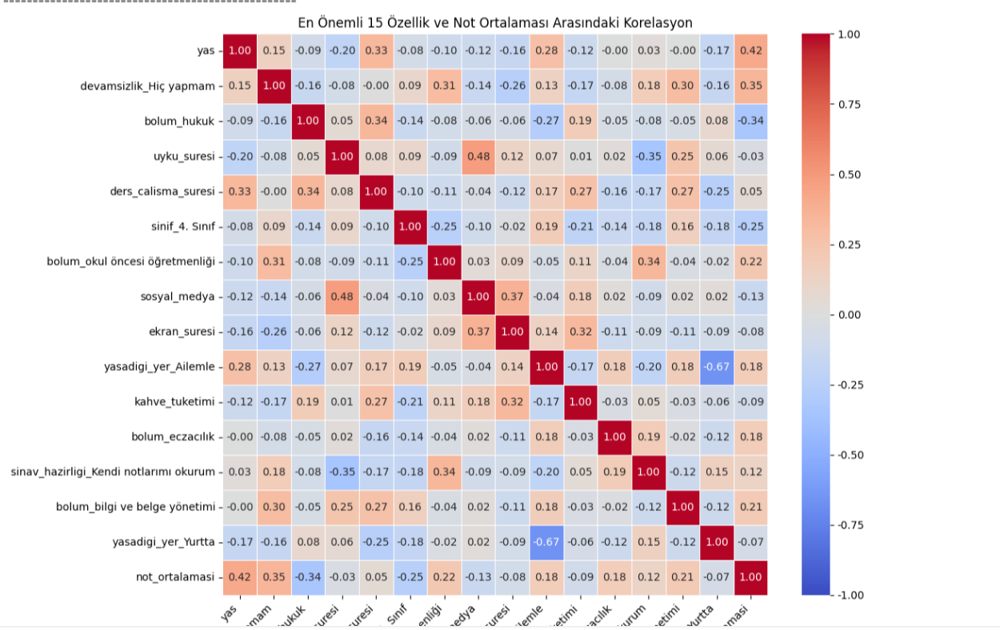 En Önemli 15 Özellik ve Not Ortalaması Arasındaki Korelasyon
yas 1.00 0.15 -0.09 -0.20 0.33 -0.08 -0.10 -0.12 -0.16 0.28 -0.12 -0.00 0.03 -0.00 -0.17 0.42
devamsizlik_Hiç yapmam 0.15 1.00 -0.16 -0.08 -0.00 0.09 0.31 -0.14 -0.26 0.13 -0.17 -0.08 0.18 0.30 -0.16 0.35
bolum_hukuk -0.09 -0.16 1.00 0.05 0.34 -0.14 -0.08 -0.06 -0.06 -0.27 0.19 -0.05 -0.08 -0.05 0.08 -0.34
uyku_suresi -0.20 -0.08 0.05 1.00 0.08 0.09 -0.09 0.48 0.12 0.07 0.01 0.02 -0.35 0.25 0.06 -0.03
ders_calisma_suresi 0.33 -0.00 0.34 0.08 1.00 -0.10 -0.11 -0.04 -0.12 0.17 0.27 -0.16 -0.17 0.27 -0.25 0.05
sinif_4. Sınıf -0.08 0.09 -0.14 0.09 -0.10 1.00 -0.25 -0.10 -0.02 0.19 -0.21 -0.14 -0.18 0.16 -0.18 -0.25
bolum_okul öncesi öğretmenliği -0.10 0.31 -0.08 -0.09 -0.11 -0.25 1.00 0.03 0.09 -0.05 0.11 -0.04 0.34 -0.04 -0.02 0.22
sosyal_medya -0.12 -0.14 -0.06 0.48 -0.04 -0.10 0.03 1.00 0.37 -0.04 0.18 0.02 -0.09 0.02 0.02 -0.13
ekran_suresi -0.16 -0.26 -0.06 0.12 -0.12 -0.02 0.09 0.37 1.00 0.14 0.32 -0.11 -0.09 -0.11 -0.09 -0.08
yasadigi_yer_Ailemle 0.28 0.13 -0.27 0.07 0.17 0.19 -0.05 -0.04 0.14 1.00 -0.17 0.18 -0.20 0.18 -0.67 0.18
kahve_tuketimi -0.12 -0.17 0.19 0.01 0.27 -0.21 0.11 0.18 0.32 -0.17 1.00 -0.03 0.05 -0.03 -0.06 -0.09
bolum_eczacılık -0.00 -0.08 -0.05 0.02 -0.16 -0.14 -0.04 0.02 -0.11 0.18 -0.03 1.00 0.19 -0.02 -0.12 0.18
sinav_hazirligi_Kendi notlarımı okurum 0.03 0.18 -0.08 -0.35 -0.17 -0.18 0.34 -0.09 -0.09 -0.20 0.05 0.19 1.00 -0.12 0.15 0.12
bolum_bilgi ve belge yönetimi -0.00 0.30 -0.05 0.25 0.27 0.16 -0.04 0.02 -0.11 0.18 -0.03 -0.02 -0.12 1.00 -0.12 0.21
yasadigi_yer_Yurtta -0.17 -0.16 0.08 0.06 -0.25 -0.18 -0.02 0.02 -0.09 -0.67 -0.06 -0.12 0.15 -0.12 1.00 -0.07
not_ortalamasi 0.42 0.35 -0.34 -0.03 0.05 -0.25 0.22 -0.13 -0.08 0.18 -0.09 0.18 0.12 0.21 -0.07 1.00
yas
mam
hukuk
uresi
suresi
Sınıf
enliği
edya
suresi
ilemle
etimi
acılık
kurum
netimi
Yurtta
aması
1.00
0.75
0.50
0.25
0.00
-0.25
-0.50
-0.75
-1.00